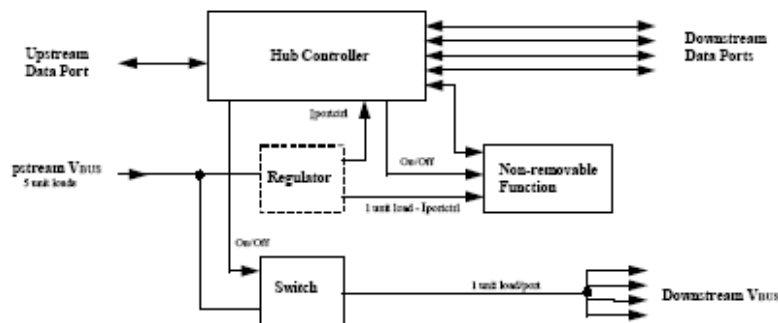 Hub Controller
Upstream
Data Port
Downstream
Data Ports
Iportctrl
pstream VBUS
5 unit loads
Regulator
On/Off
Non-removable
Function
1 unit load - Iportctrl
On/Off
Switch
1 unit load/port
Downstream VBUS